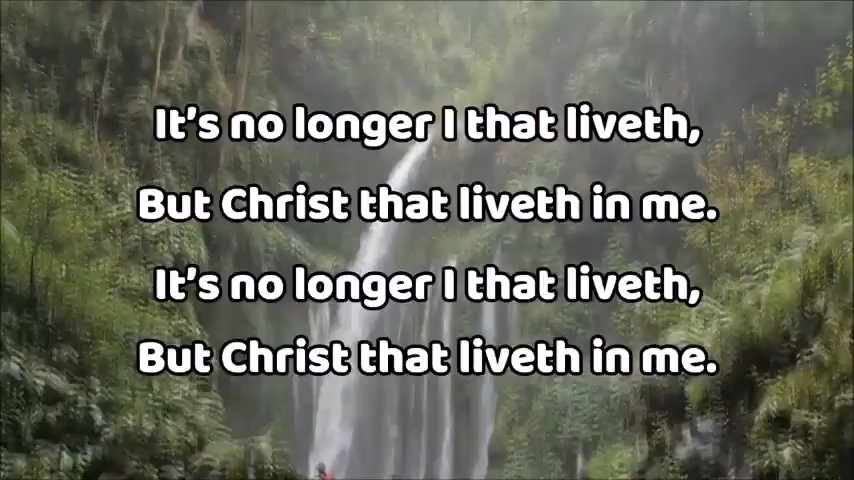 It's no longer I that liveth,
But Christ that liveth in me.
It's no longer I that liveth,
But Christ that liveth in me.